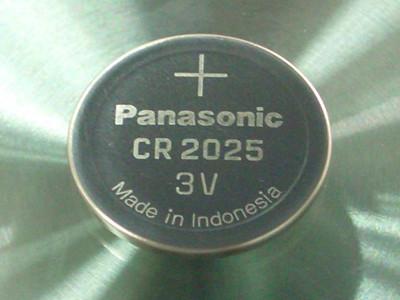 +
Panasonic
CR 2025
3V
Made in Indonesia